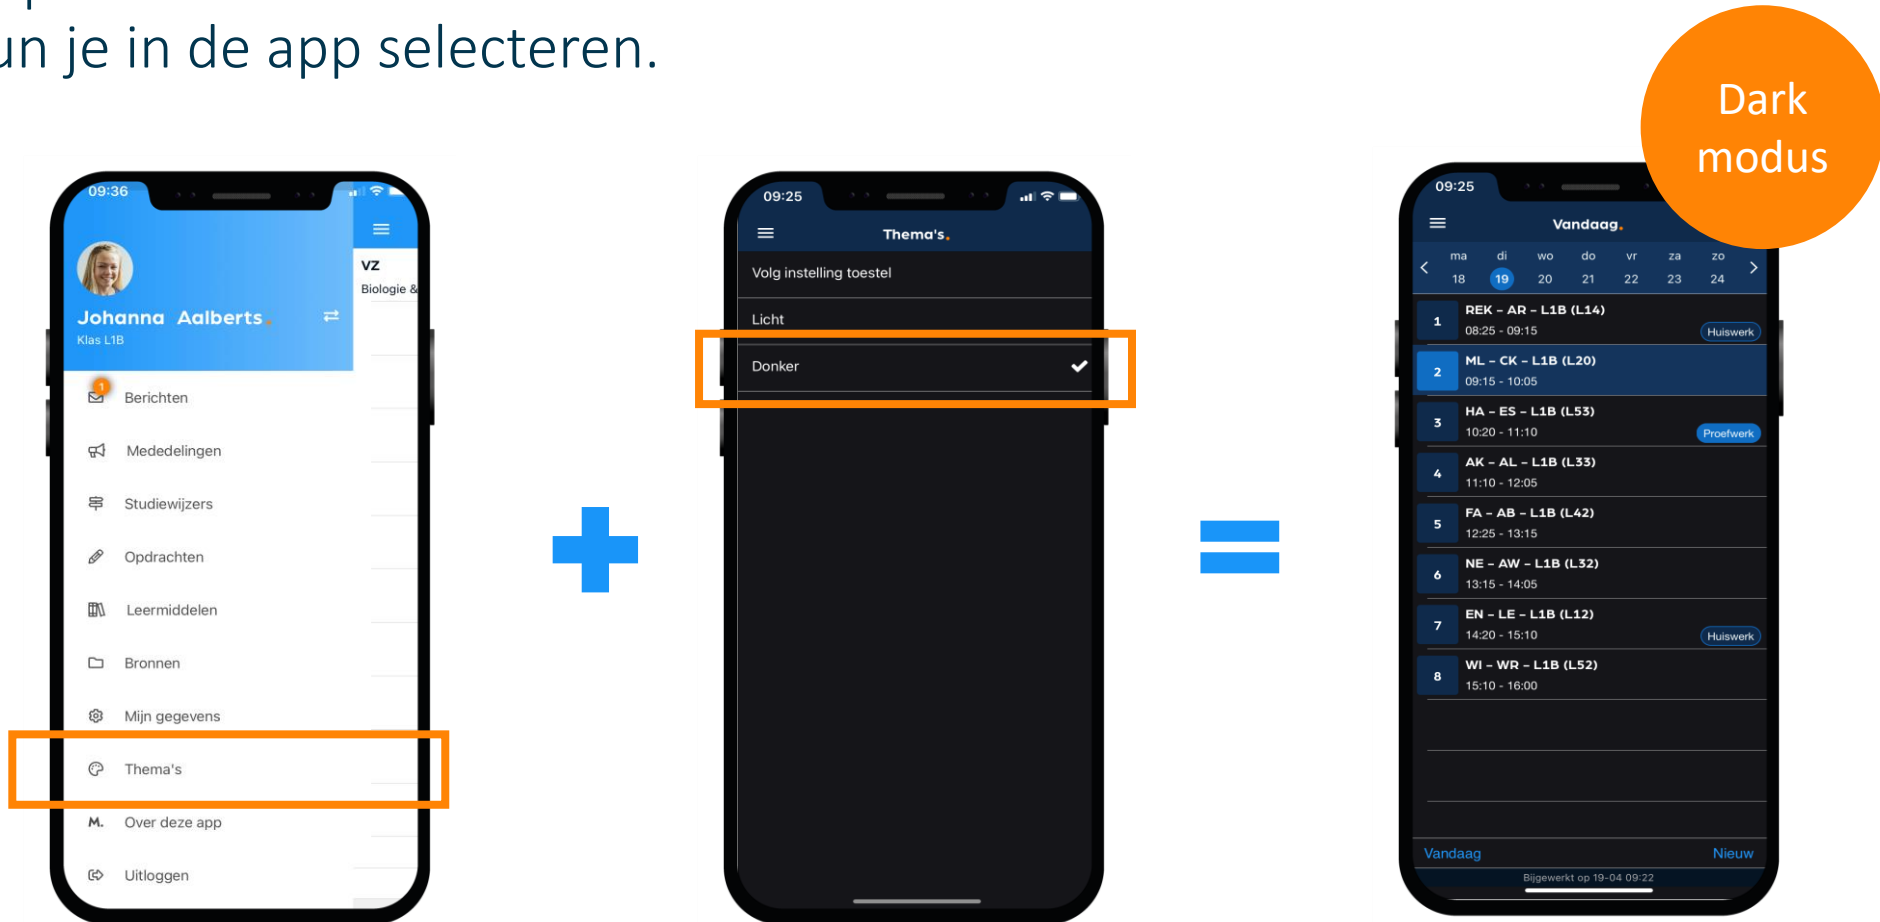 un je in de app selecteren.
Dark
modus
09:36
Johanna Aalberts.
Klas L1B
1
Berichten
Mededelingen
Studiewijzers
Opdrachten
Leermiddelen
Bronnen
Mijn gegevens
Thema's
M. Over deze app
Uitloggen
VZ
Biologie &
09:25
Thema's.
Volg instelling toestel
Licht
Donker
09:25
Vandaag.
ma di wo do vr za zo
18 19 20 21 22 23 24
1 REK – AR – L1B (L14)
08:25 - 09:15 Huiswerk
2 ML – CK – L1B (L20)
09:15 - 10:05
3 HA – ES – L1B (L53)
10:20 - 11:10 Proefwerk
4 AK – AL – L1B (L33)
11:10 - 12:05
5 FA – AB – L1B (L42)
12:25 - 13:15
6 NE – AW – L1B (L32)
13:15 - 14:05
7 EN – LE – L1B (L12)
14:20 - 15:10 Huiswerk
8 WI – WR – L1B (L52)
15:10 - 16:00
Vandaag Nieuw
Bijgewerkt op 19-04 09:22